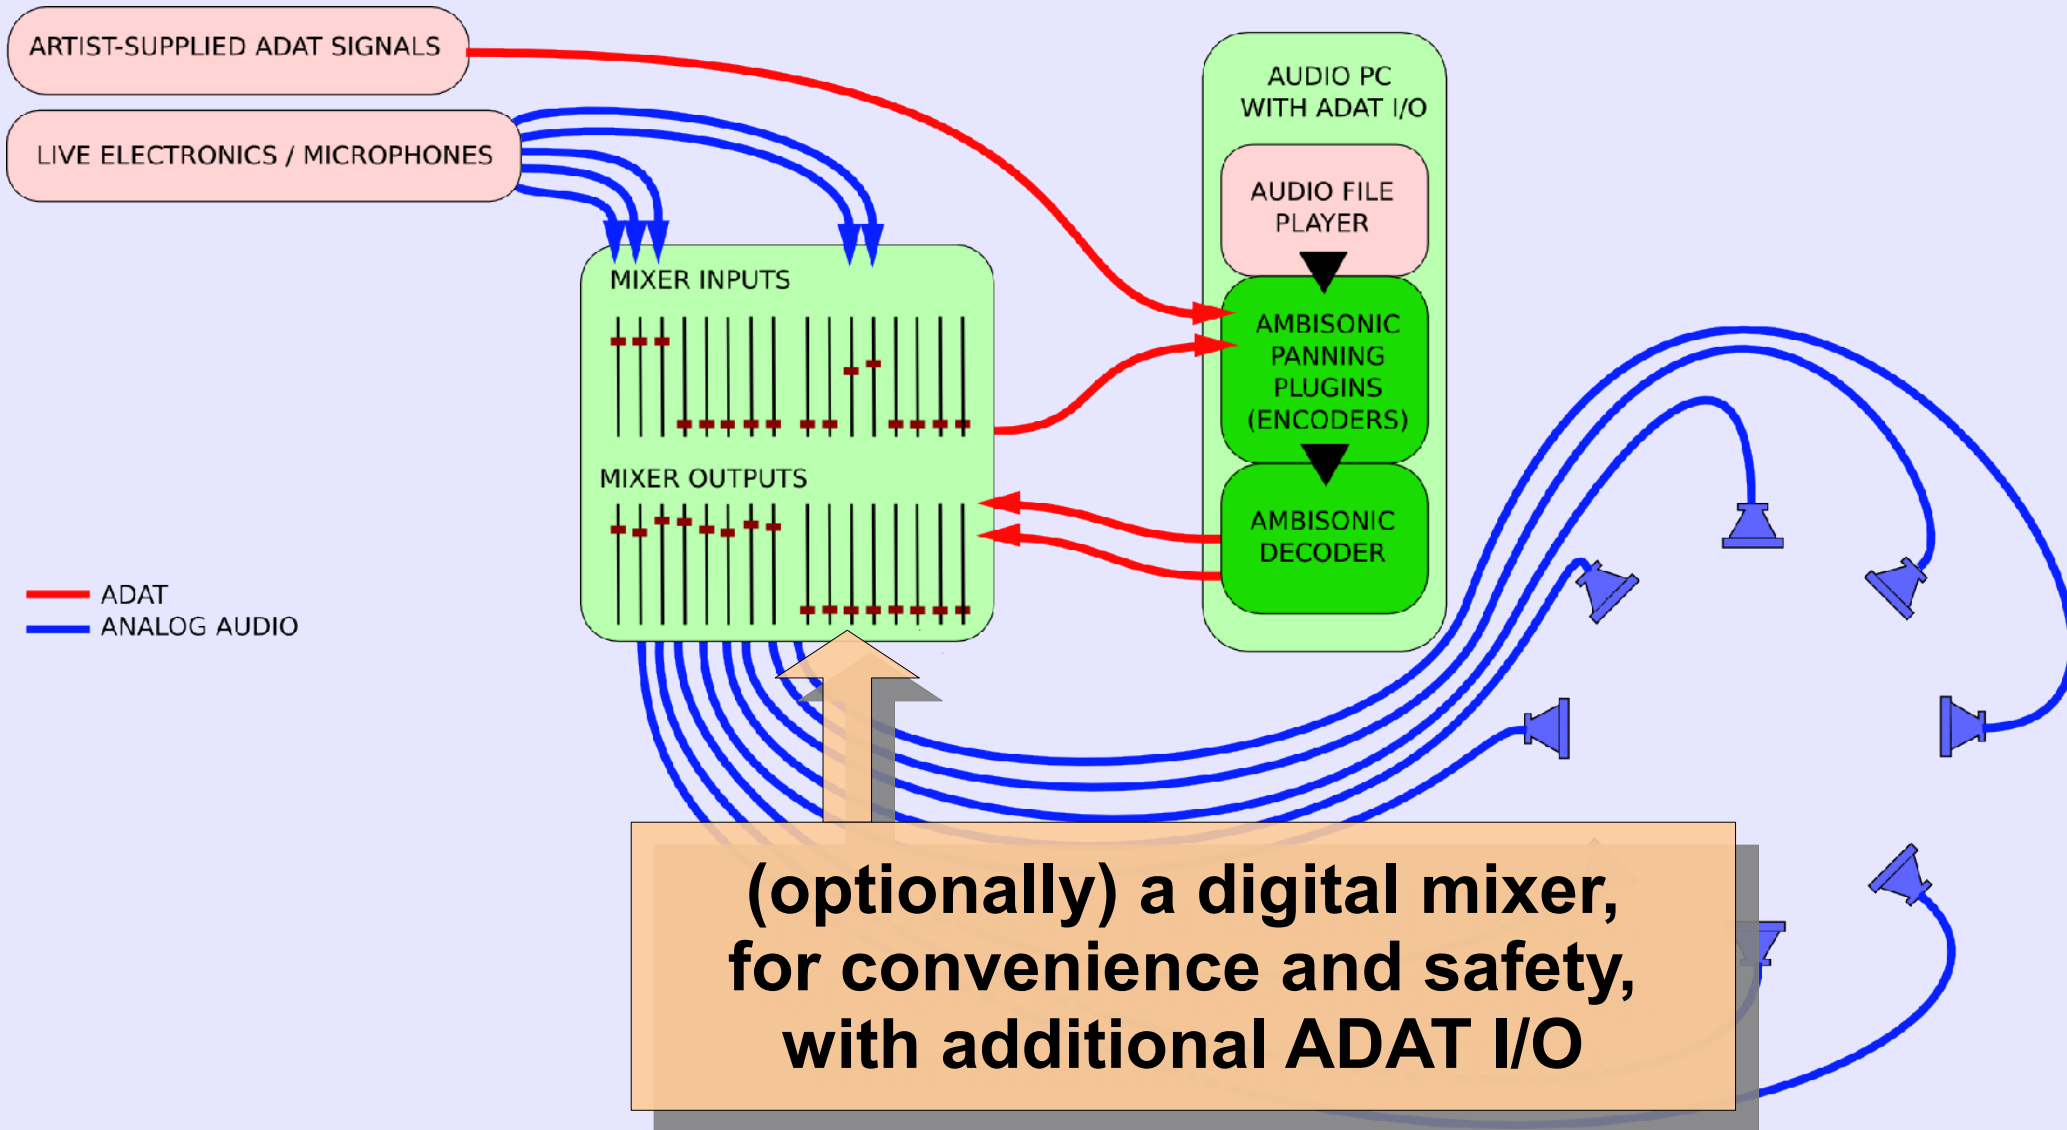 ARTIST-SUPPLIED ADAT SIGNALS
LIVE ELECTRONICS / MICROPHONES
AUDIO PC
WITH ADAT I/O
AUDIO FILE
PLAYER
MIXER INPUTS
AMBISONIC
PANNING
PLUGINS
(ENCODERS)
MIXER OUTPUTS
AMBISONIC
DECODER
ADAT
ANALOG AUDIO
(optionally) a digital mixer,
for convenience and safety,
with additional ADAT I/O